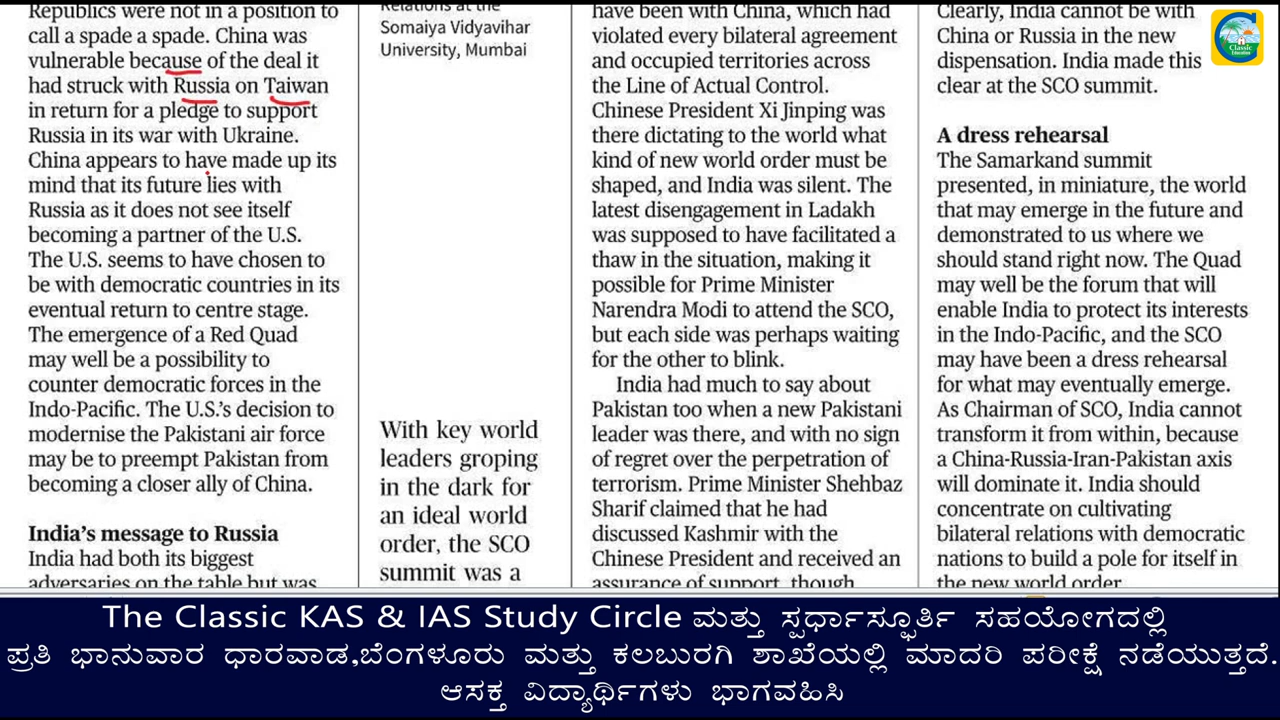 Republics were not in a position to
call a spade a spade. China was
vulnerable because of the deal it
had struck with Russia on Taiwan
in return for a pledge to support
Russia in its war with Ukraine.
China appears to have made up its
mind that its future lies with
Russia as it does not see itself
becoming a partner of the U.S.
The U.S. seems to have chosen to
be with democratic countries in its
eventual return to centre stage.
The emergence of a Red Quad
may well be a possibility to
counter democratic forces in the
Indo-Pacific. The U.S.'s decision to
modernise the Pakistani air force
may be to preempt Pakistan from
becoming a closer ally of China.
India's message to Russia
India had both its biggest
adversaries on the table but was
Relations at the
Somaiya Vidyavihar
University, Mumbai
With key world
leaders groping
in the dark for
an ideal world
order, the SCO
summit was a
have been with China, which had
violated every bilateral agreement
and occupied territories across
the Line of Actual Control.
Chinese President Xi Jinping was
there dictating to the world what
kind of new world order must be
shaped, and India was silent. The
latest disengagement in Ladakh
was supposed to have facilitated a
thaw in the situation, making it
possible for Prime Minister
Narendra Modi to attend the SCO,
but each side was perhaps waiting
for the other to blink.
India had much to say about
Pakistan too when a new Pakistani
leader was there, and with no sign
of regret over the perpetration of
terrorism. Prime Minister Shehbaz
Sharif claimed that he had
discussed Kashmir with the
Chinese President and received an
assurance of support, though
Clearly, India cannot be with
China or Russia in the new
dispensation. India made this
clear at the SCO summit.
A dress rehearsal
The Samarkand summit
presented, in miniature, the world
that may emerge in the future and
demonstrated to us where we
should stand right now. The Quad
may well be the forum that will
enable India to protect its interests
in the Indo-Pacific, and the SCO
may have been a dress rehearsal
for what may eventually emerge.
As Chairman of SCO, India cannot
transform it from within, because
a China-Russia-Iran-Pakistan axis
will dominate it. India should
concentrate on cultivating
bilateral relations with democratic
nations to build a pole for itself in
the new world order.
Classic
Education
The Classic KAS & IAS Study Circle ಮತ್ತು ಸ್ಪರ್ಧಾಸ್ಫೂರ್ತಿ ಸಹಯೋಗದಲ್ಲಿ
ಪ್ರತಿ ಭಾನುವಾರ ಧಾರವಾಡ,ಬೆಂಗಳೂರು ಮತ್ತು ಕಲಬುರಗಿ ಶಾಖೆಯಲ್ಲಿ ಮಾದರಿ ಪರೀಕ್ಷೆ ನಡೆಯುತ್ತದೆ.
ಆಸಕ್ತ ವಿದ್ಯಾರ್ಥಿಗಳು ಭಾಗವಹಿಸಿ